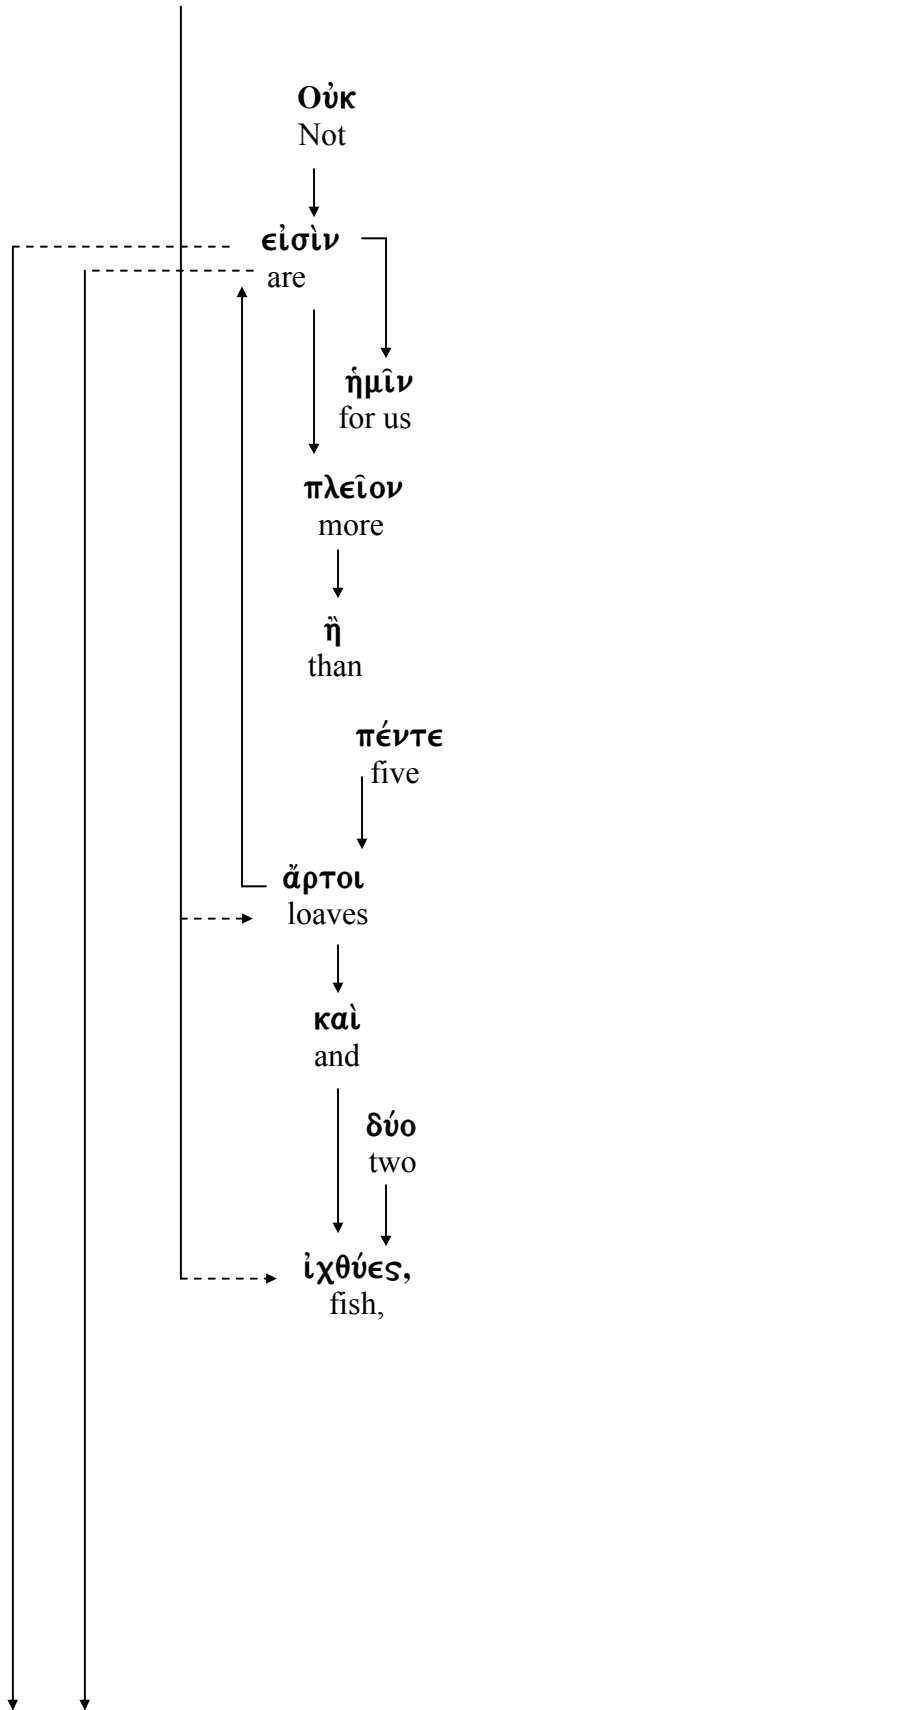 Οὐκ
Not
εἰσὶν
are
ἡμῖν
for us
πλεῖον
more
ἢ
than
πέντε
five
ἄρτοι
loaves
καὶ
and
δύο
two
ἰχθύες,
fish,